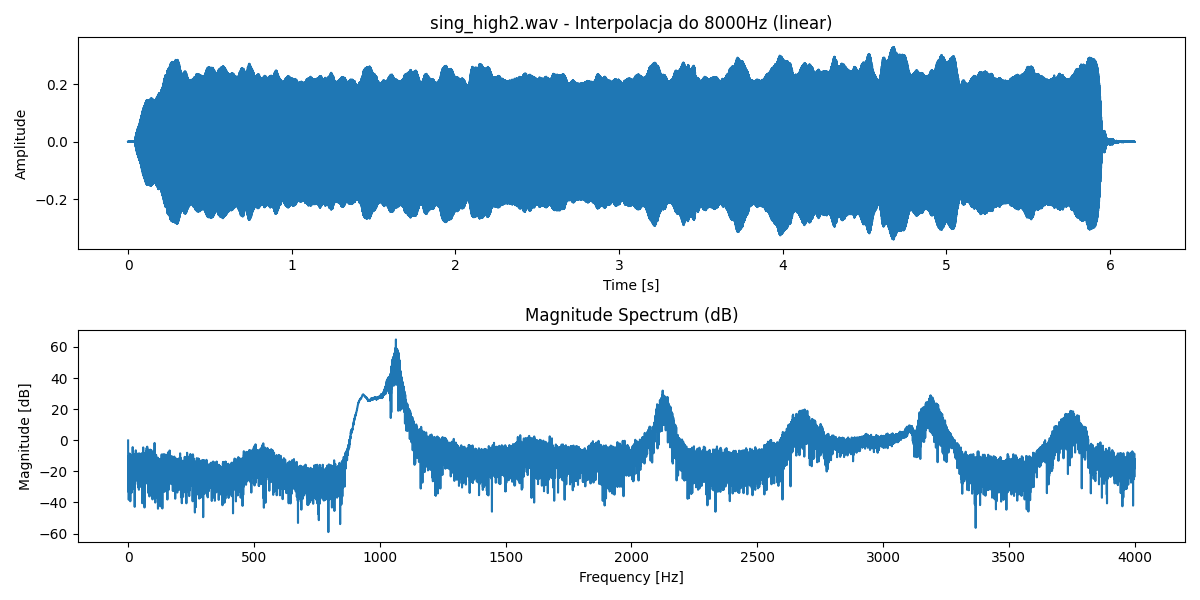 sing_high2.wav - Interpolacja do 8000Hz (linear)
Amplitude
0.2
0.0
−0.2
0 1 2 3 4 5 6
Time [s]
Magnitude Spectrum (dB)
Magnitude [dB]
60
40
20
0
−20
−40
−60
0 500 1000 1500 2000 2500 3000 3500 4000
Frequency [Hz]